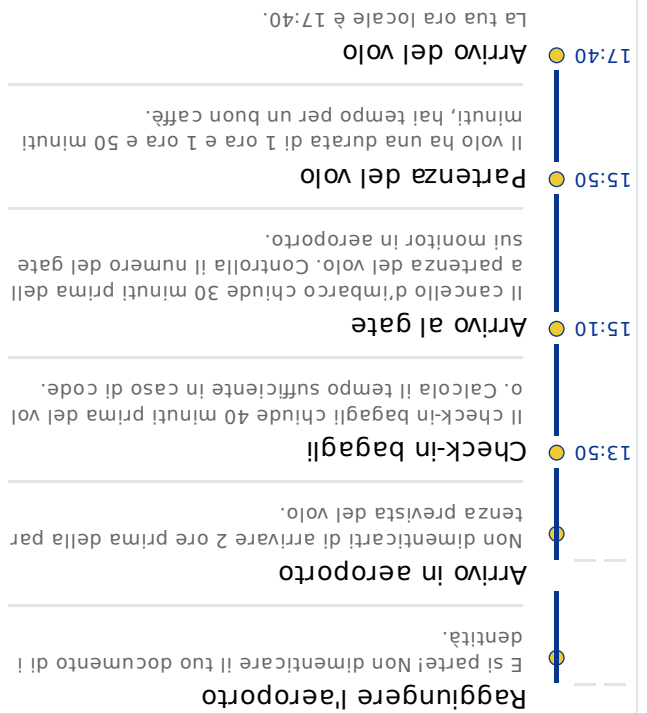 Raggiungere l'aeroporto
E si parte! Non dimenticare il tuo documento di i
dentità.
Arrivo in aeroporto
Non dimenticarti di arrivare 2 ore prima della par
tenza prevista del volo.
13:50
Check-in bagagli
Il check-in bagagli chiude 40 minuti prima del vol
o. Calcola il tempo sufficiente in caso di code.
15:10
Arrivo al gate
Il cancello d'imbarco chiude 30 minuti prima dell
a partenza del volo. Controlla il numero del gate
sui monitor in aeroporto.
15:50
Partenza del volo
Il volo ha una durata di 1 ora e 1 ora e 50 minuti
minuti, hai tempo per un buon caffè.
17:40
Arrivo del volo
La tua ora locale è 17:40.